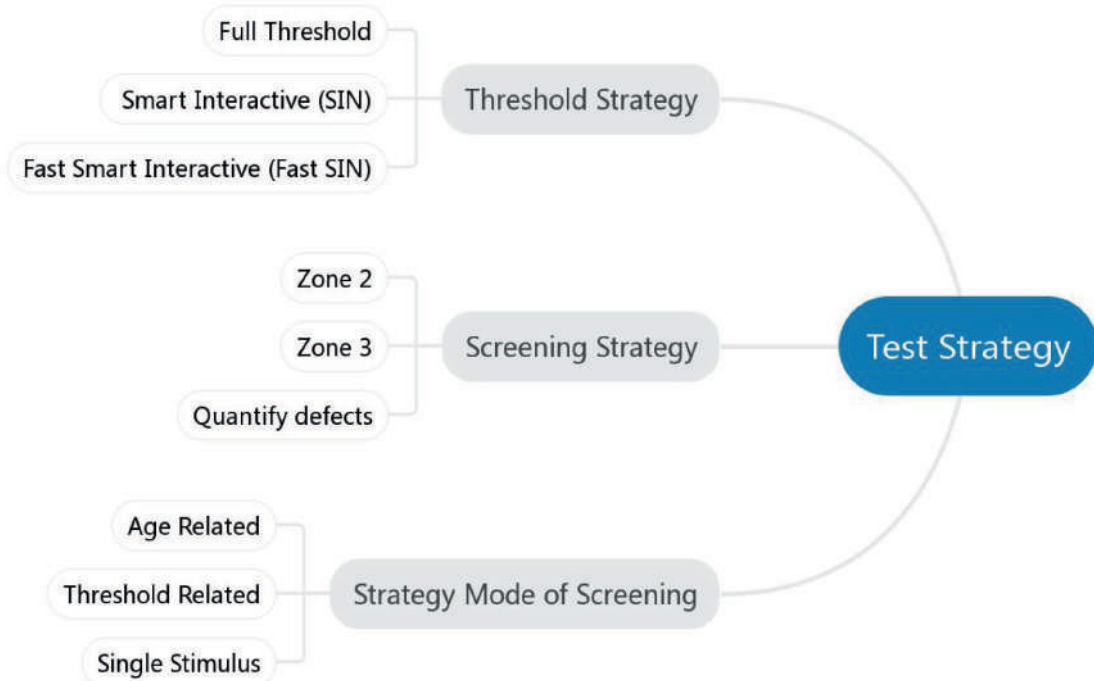 Full Threshold
Smart Interactive (SIN)
Threshold Strategy
Fast Smart Interactive (Fast SIN)
Zone 2
Zone 3
Screening Strategy
Test Strategy
Quantify defects
Age Related
Threshold Related
Strategy Mode of Screening
Single Stimulus